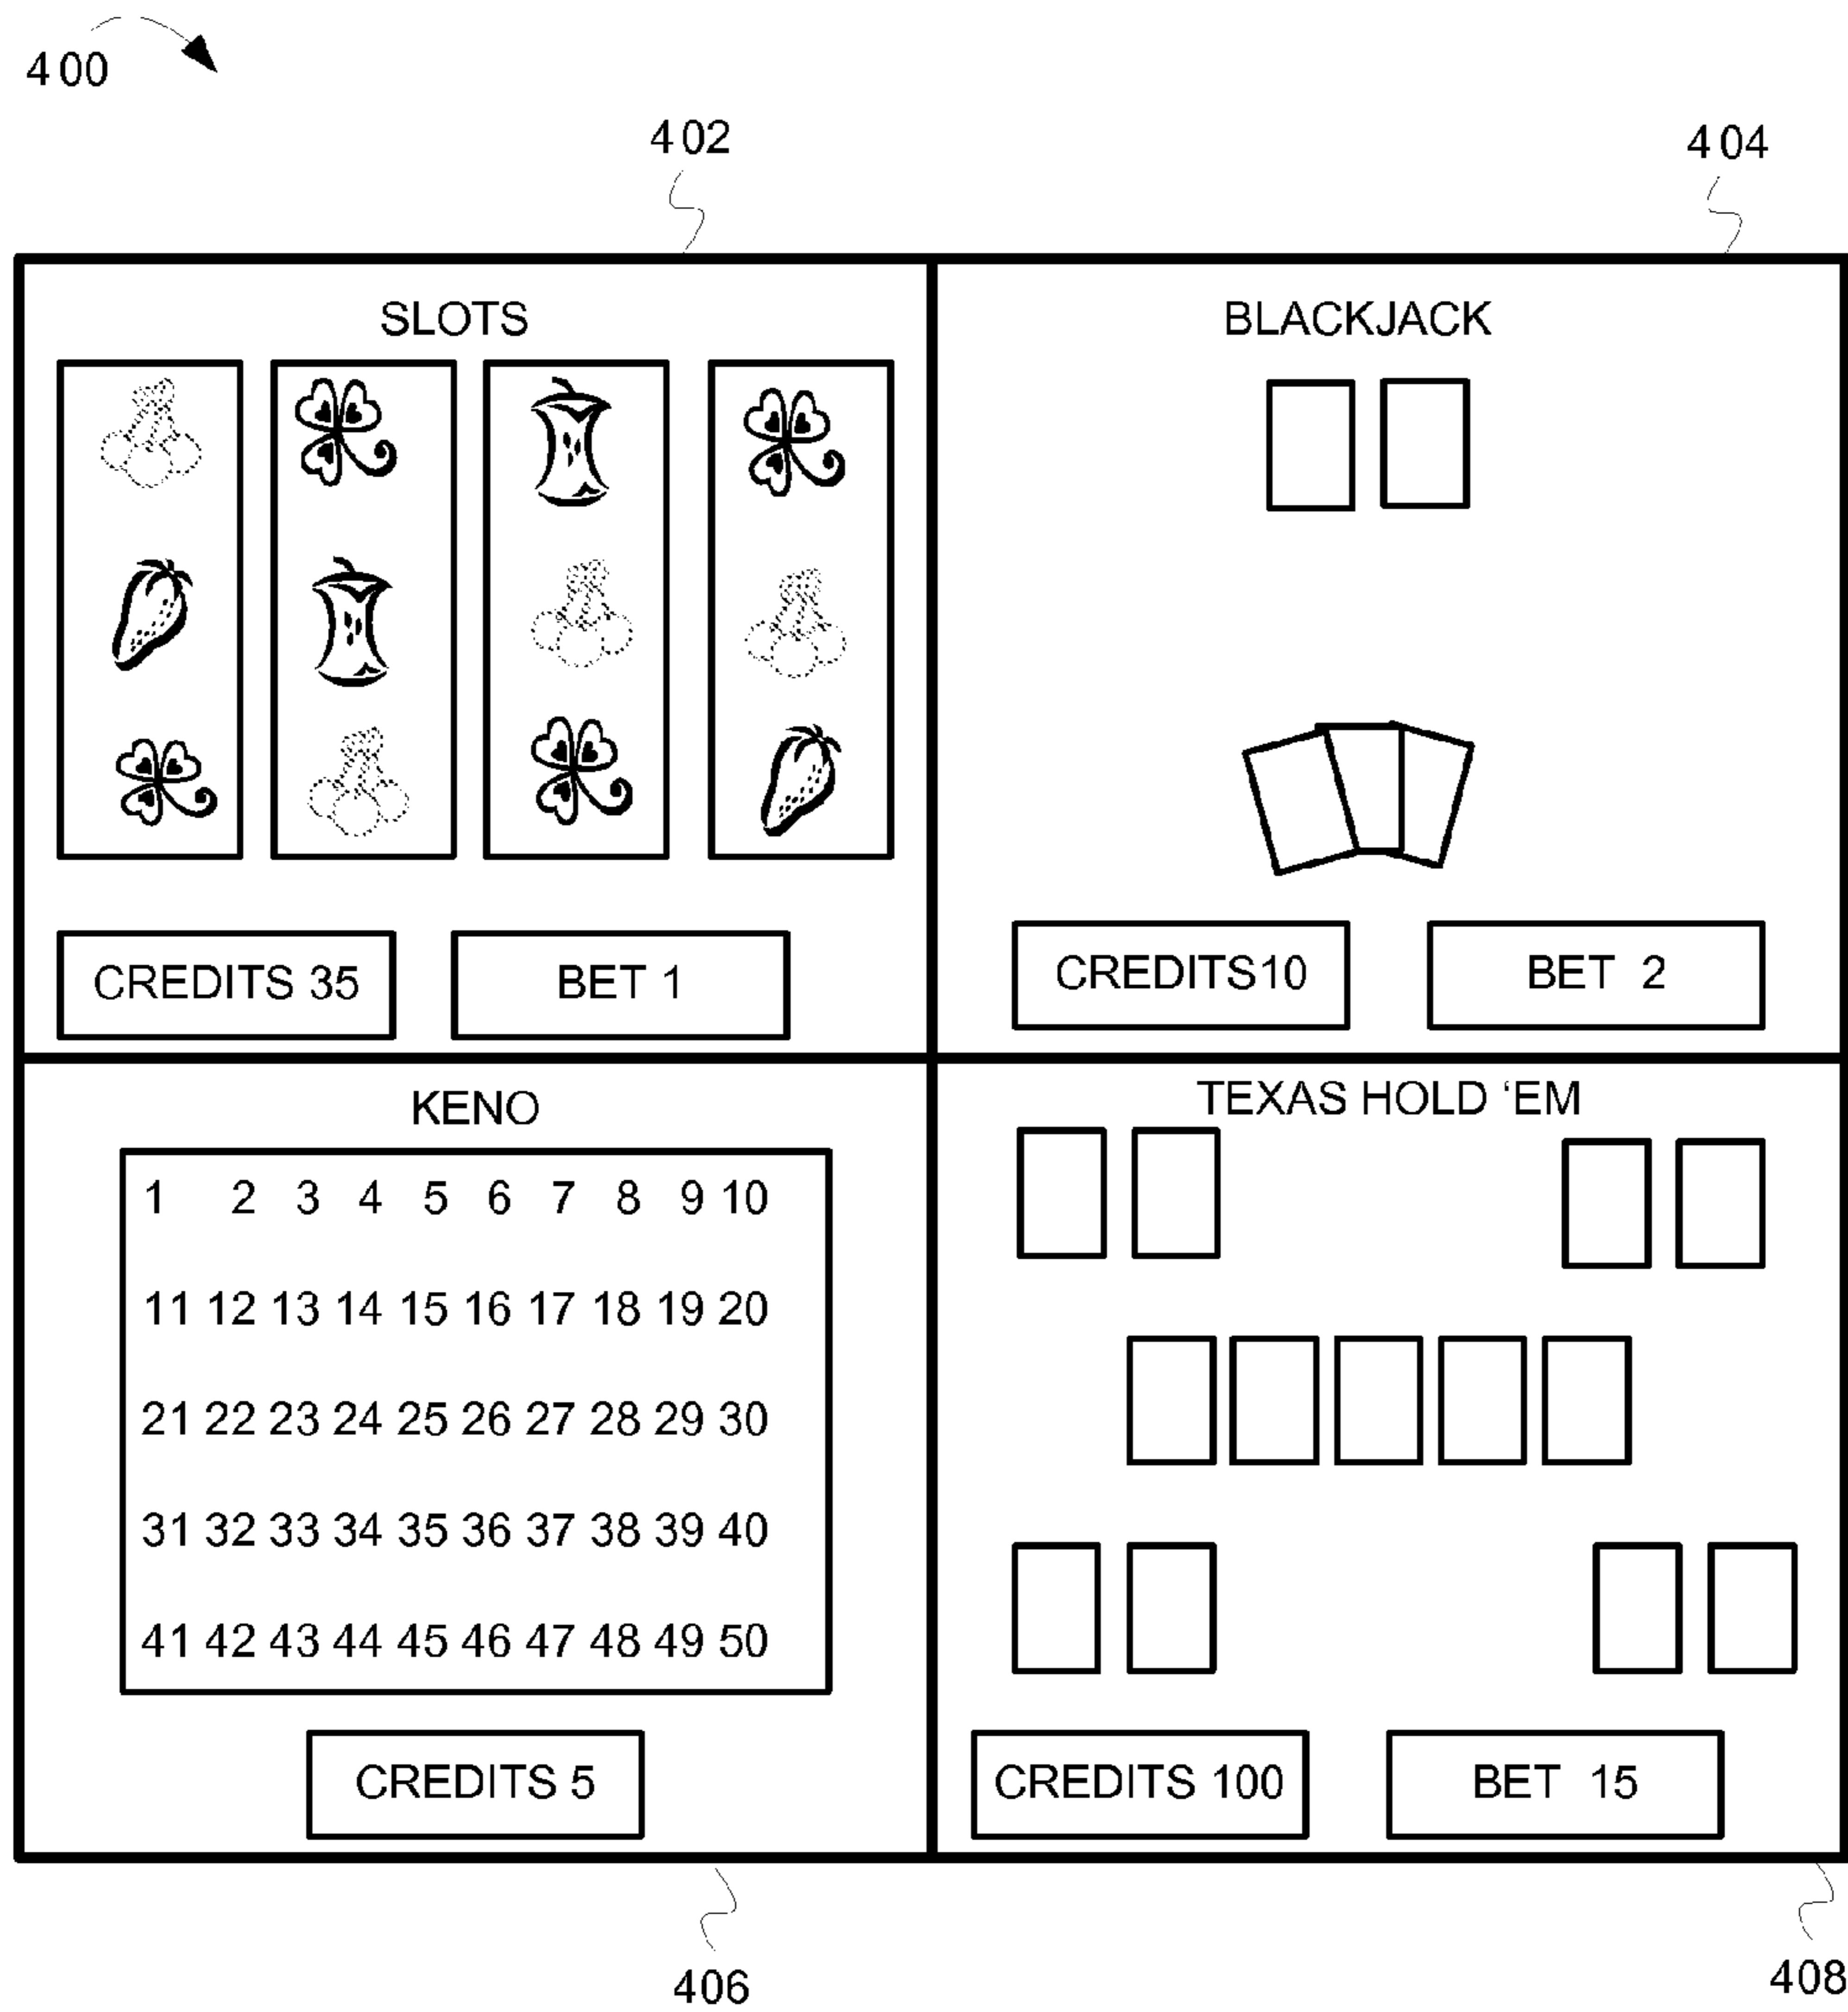 400
402
404
SLOTS
CREDITS 35
BET 1
BLACKJACK
CREDITS10
BET 2
KENO
1 2 3 4 5 6 7 8 9 10
11 12 13 14 15 16 17 18 19 20
21 22 23 24 25 26 27 28 29 30
31 32 33 34 35 36 37 38 39 40
41 42 43 44 45 46 47 48 49 50
CREDITS 5
TEXAS HOLD ‘EM
CREDITS 100
BET 15
406
408